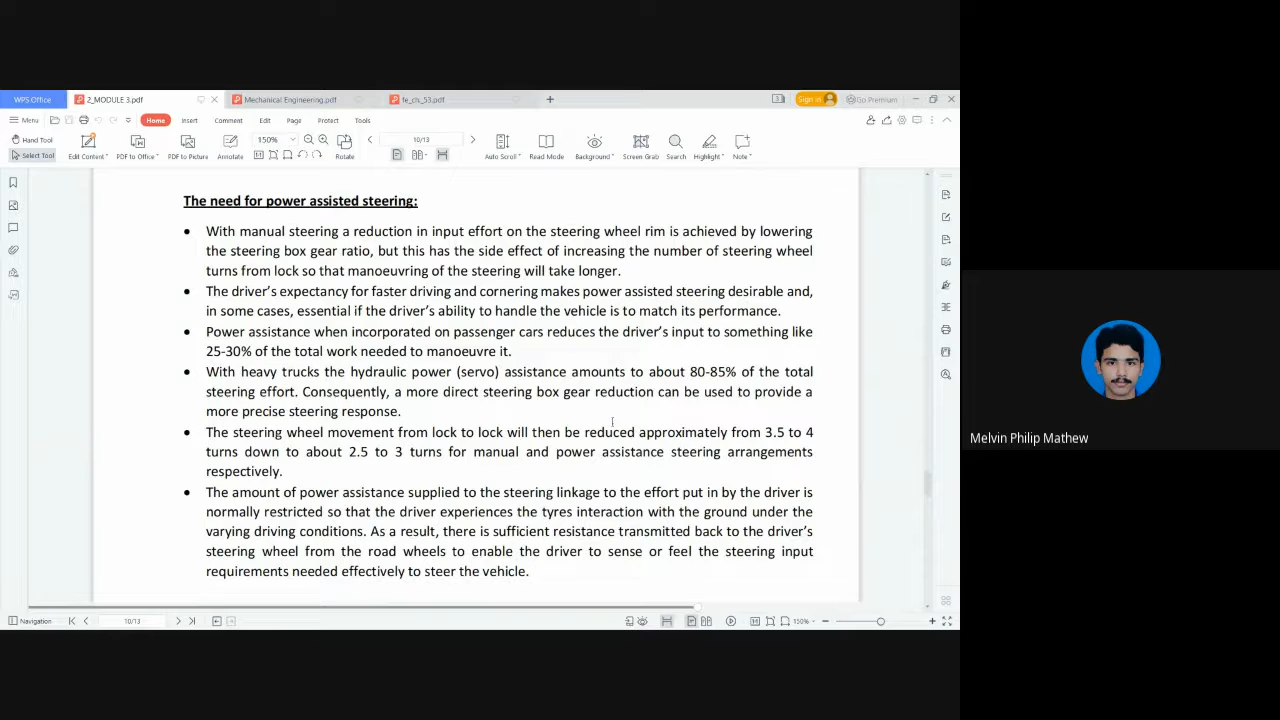 WPS Office
2_MODULE 3.pdf
Mechanical Engineering.pdf
fe_ch_53.pdf
Sign in
Go Premium
Menu
Home
Insert
Comment
Edit
Page
Protect
Tools
Hand Tool
Select Tool
Edit Content
PDF to Office
PDF to Picture
Annotate
150%
Rotate
10/13
Auto Scroll
Read Mode
Background
Screen Grab
Search
Highlight
Note
The need for power assisted steering:
• With manual steering a reduction in input effort on the steering wheel rim is achieved by lowering
the steering box gear ratio, but this has the side effect of increasing the number of steering wheel
turns from lock so that manoeuvring of the steering will take longer.
• The driver's expectancy for faster driving and cornering makes power assisted steering desirable and,
in some cases, essential if the driver's ability to handle the vehicle is to match its performance.
• Power assistance when incorporated on passenger cars reduces the driver's input to something like
25-30% of the total work needed to manoeuvre it.
• With heavy trucks the hydraulic power (servo) assistance amounts to about 80-85% of the total
steering effort. Consequently, a more direct steering box gear reduction can be used to provide a
more precise steering response.
• The steering wheel movement from lock to lock will then be reduced approximately from 3.5 to 4
turns down to about 2.5 to 3 turns for manual and power assistance steering arrangements
respectively.
• The amount of power assistance supplied to the steering linkage to the effort put in by the driver is
normally restricted so that the driver experiences the tyres interaction with the ground under the
varying driving conditions. As a result, there is sufficient resistance transmitted back to the driver's
steering wheel from the road wheels to enable the driver to sense or feel the steering input
requirements needed effectively to steer the vehicle.
Navigation
10/13
150%
Melvin Philip Mathew